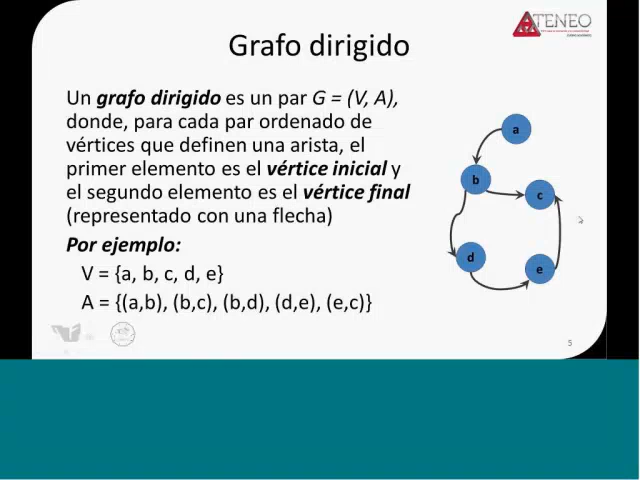 ATENEO
Grafo dirigido
Un grafo dirigido es un par G = (V, A),
donde, para cada par ordenado de
vértices que definen una arista, el
primer elemento es el vértice inicial y
el segundo elemento es el vértice final
(representado con una flecha)
Por ejemplo:
V = {a, b, c, d, e}
A = {(a,b), (b,c), (b,d), (d,e), (e,c)}
a
b
c
d
e
5